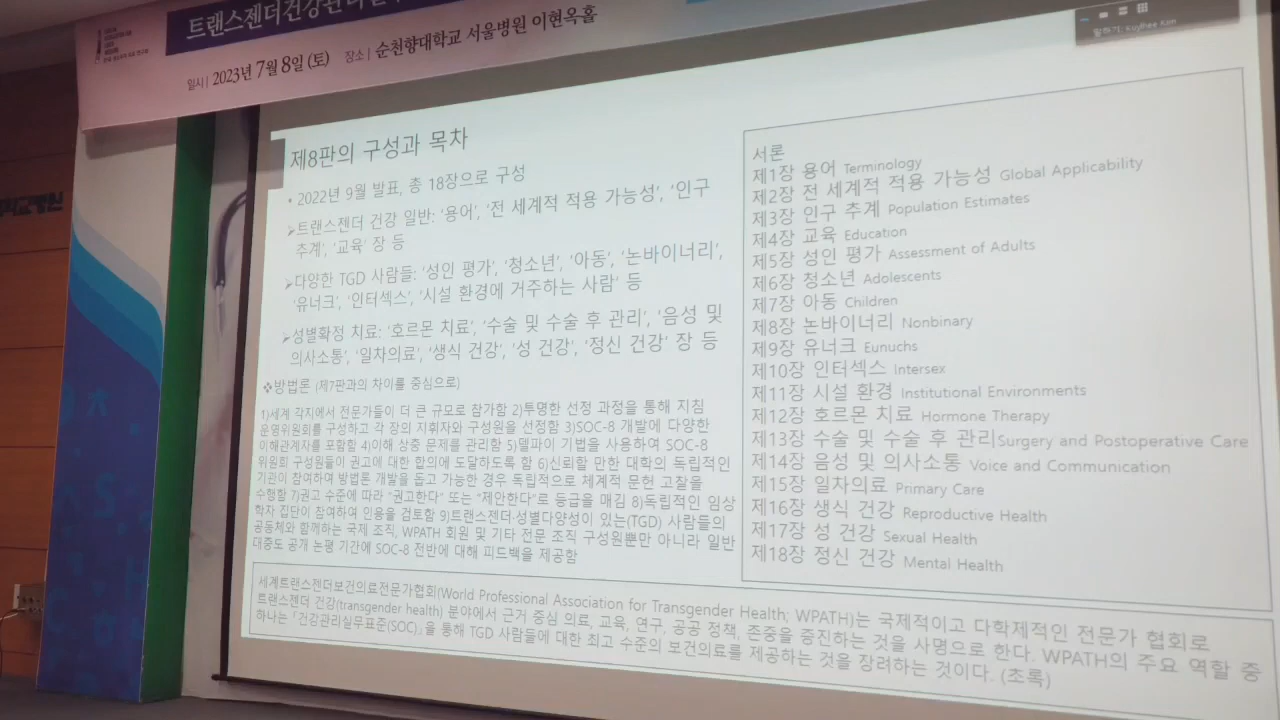 트랜스젠더건강관리실
일시 | 2023년 7월 8일 (토) 장소 | 순천향대학교 서울병원 이현옥홀
말하기:
제8판의 구성과 목차
• 2022년 9월 발표, 총 18장으로 구성
➢트랜스젠더 건강 일반: '용어', '전 세계적 적용 가능성', '인구
추계', '교육' 장 등
➢다양한 TGD 사람들: '성인 평가', '청소년', '아동', '논바이너리',
'유너크', '인터섹스', '시설 환경에 거주하는 사람' 등
➢성별확정 치료: '호르몬 치료', '수술 및 수술 후 관리', '음성 및
의사소통', '일차의료', '생식 건강', '성 건강', '정신 건강' 장 등
❖방법론 (제7판과의 차이를 중심으로)
1)세계 각지에서 전문가들이 더 큰 규모로 참가함 2)투명한 선정 과정을 통해 지침
운영위원회를 구성하고 각 장의 지휘자와 구성원을 선정함 3)SOC-8 개발에 다양한
이해관계자를 포함함 4)이해 상충 문제를 관리함 5)델파이 기법을 사용하여 SOC-8
위원회 구성원들이 권고에 대한 합의에 도달하도록 함 6)신뢰할 만한 대학의 독립적인
기관이 참여하여 방법론 개발을 돕고 가능한 경우 독립적으로 체계적 문헌 고찰을
수행함 7)권고 수준에 따라 "권고한다" 또는 "제안한다"로 등급을 매김 8)독립적인 임상
학자 집단이 참여하여 인용을 검토함 9)트랜스젠더·성별다양성이 있는(TGD) 사람들의
공동체와 함께하는 국제 조직, WPATH 회원 및 기타 전문 조직 구성원뿐만 아니라 일반
대중도 공개 논평 기간에 SOC-8 전반에 대해 피드백을 제공함
서론
제1장 용어 Terminology
제2장 전 세계적 적용 가능성 Global Applicability
제3장 인구 추계 Population Estimates
제4장 교육 Education
제5장 성인 평가 Assessment of Adults
제6장 청소년 Adolescents
제7장 아동 Children
제8장 논바이너리 Nonbinary
제9장 유너크 Eunuchs
제10장 인터섹스 Intersex
제11장 시설 환경 Institutional Environments
제12장 호르몬 치료 Hormone Therapy
제13장 수술 및 수술 후 관리Surgery and Postoperative Care
제14장 음성 및 의사소통 Voice and Communication
제15장 일차의료 Primary Care
제16장 생식 건강 Reproductive Health
제17장 성 건강 Sexual Health
제18장 정신 건강 Mental Health
세계트랜스젠더보건의료전문가협회(World Professional Association for Transgender Health; WPATH)는 국제적이고 다학제적인 전문가 협회로
트랜스젠더 건강(transgender health) 분야에서 근거 중심 의료, 교육, 연구, 공공 정책, 존중을 증진하는 것을 사명으로 한다. WPATH의 주요 역할 중
하나는 「건강관리실무표준(SOC)」을 통해 TGD 사람들에 대한 최고 수준의 보건의료를 제공하는 것을 장려하는 것이다. (초록)